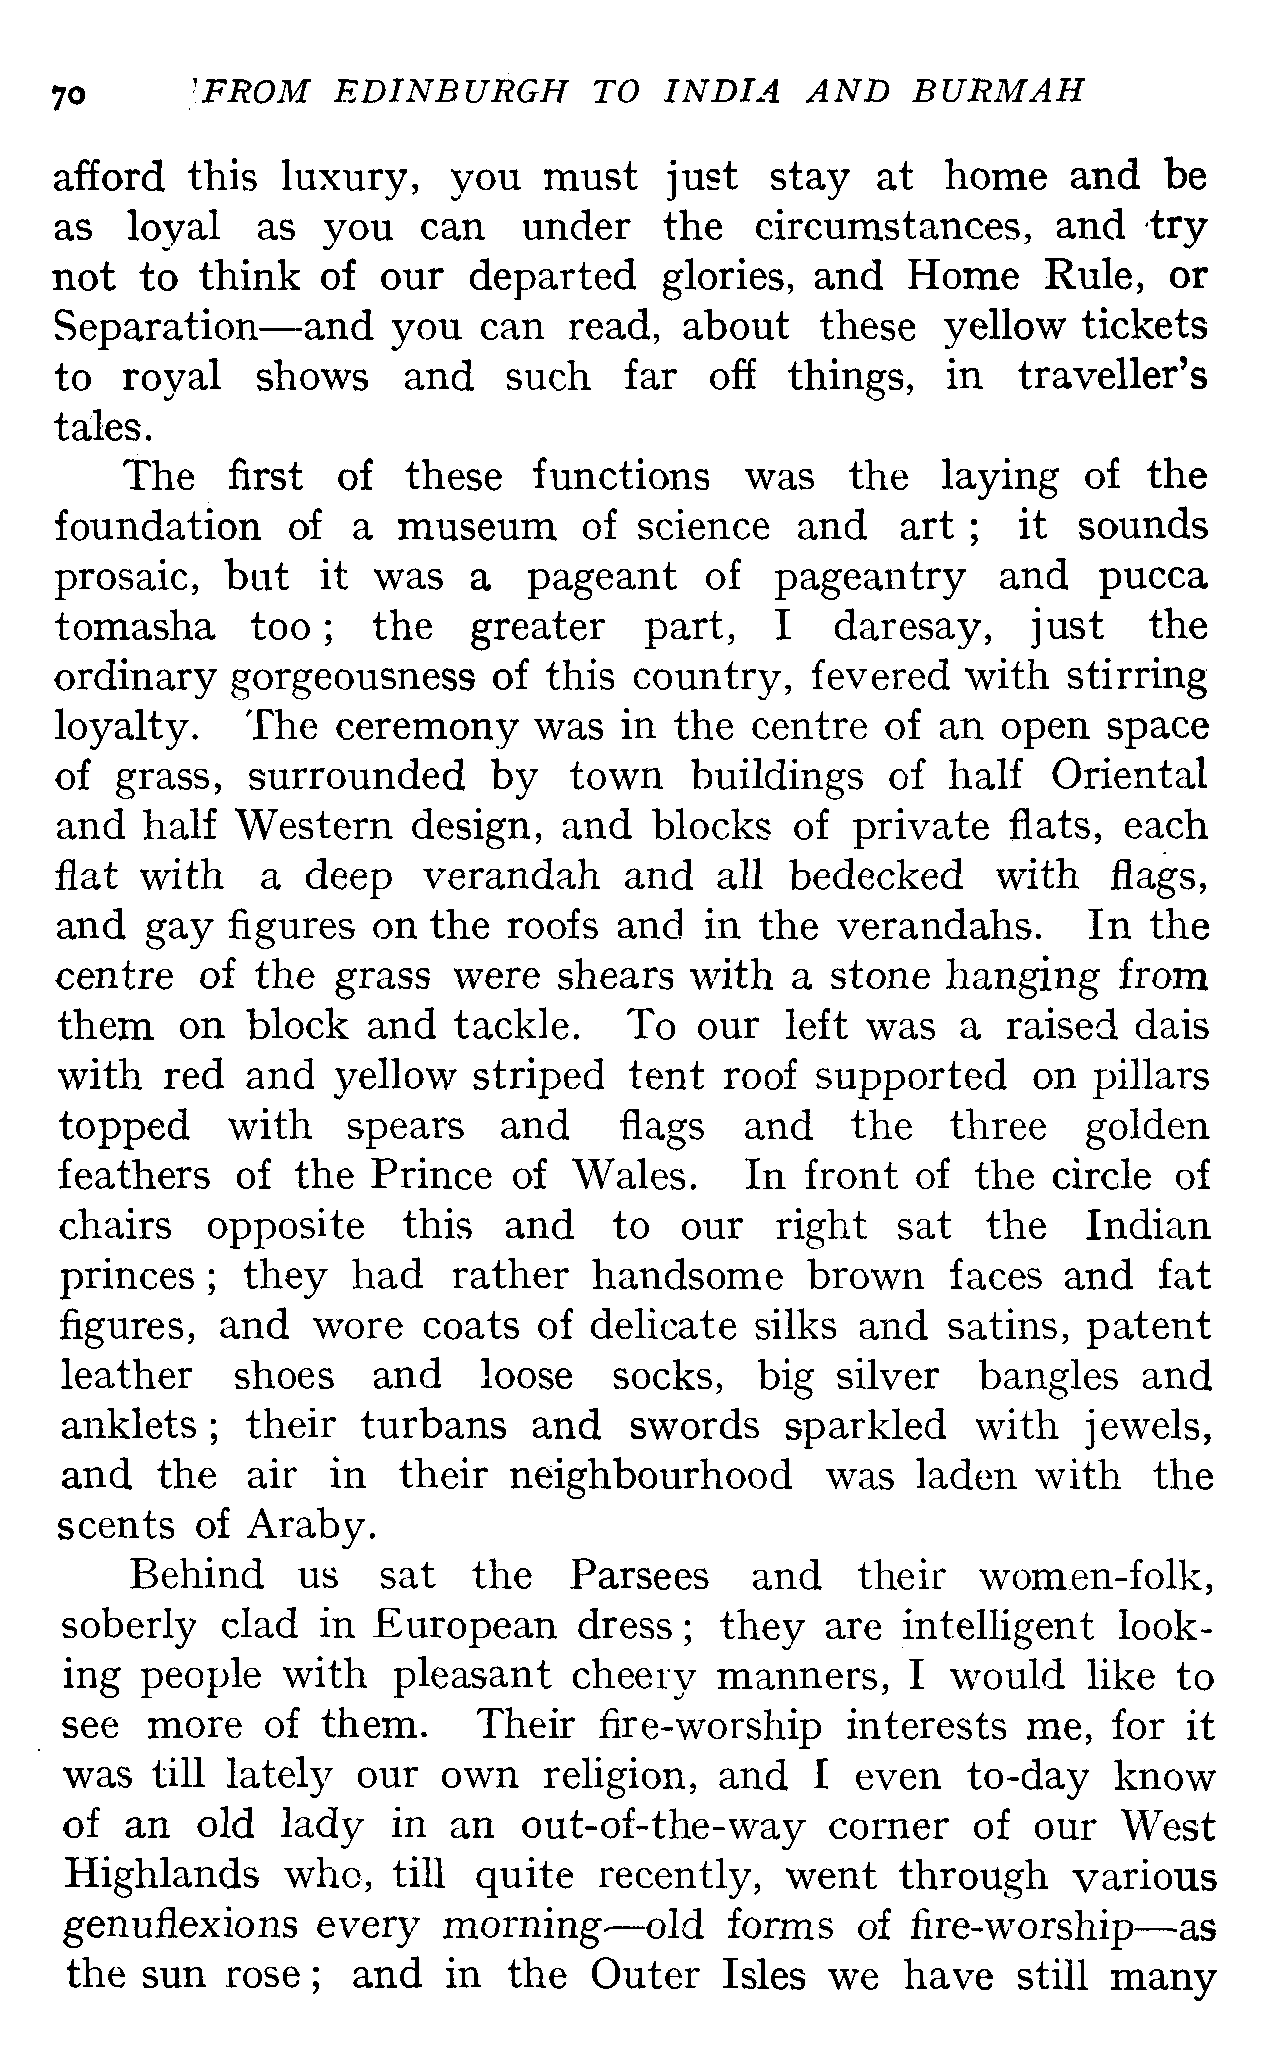 70 FROM EDINBURGH TO INDIA AND BURMAH
afford this luxury, you must just stay at home and be
as loyal as you can under the circumstances, and try
not to think of our departed glories, and Home Rule, or
Separation—and you can read, about these yellow tickets
to royal shows and such far off things, in traveller's
tales.
The first of these functions was the laying of the
foundation of a museum of science and art ; it sounds
prosaic, but it was a pageant of pageantry and pucca
tomasha too ; the greater part, I daresay, just the
ordinary gorgeousness of this country, fevered with stirring
loyalty. The ceremony was in the centre of an open space
of grass, surrounded by town buildings of half Oriental
and half Western design, and blocks of private flats, each
flat with a deep verandah and all bedecked with flags,
and gay figures on the roofs and in the verandahs. In the
centre of the grass were shears with a stone hanging from
them on block and tackle. To our left was a raised dais
with red and yellow striped tent roof supported on pillars
topped with spears and flags and the three golden
feathers of the Prince of Wales. In front of the circle of
chairs opposite this and to our right sat the Indian
princes ; they had rather handsome brown faces and fat
figures, and wore coats of delicate silks and satins, patent
leather shoes and loose socks, big silver bangles and
anklets ; their turbans and swords sparkled with jewels,
and the air in their neighbourhood was laden with the
scents of Araby.
Behind us sat the Parsees and their women-folk,
soberly clad in European dress ; they are intelligent look-
ing people with pleasant cheery manners, I would like to
see more of them. Their fire-worship interests me, for it
was till lately our own religion, and I even to-day know
of an old lady in an out-of-the-way corner of our West
Highlands who, till quite recently, went through various
genuflexions every morning—old forms of fire-worship—as
the sun rose ; and in the Outer Isles we have still many